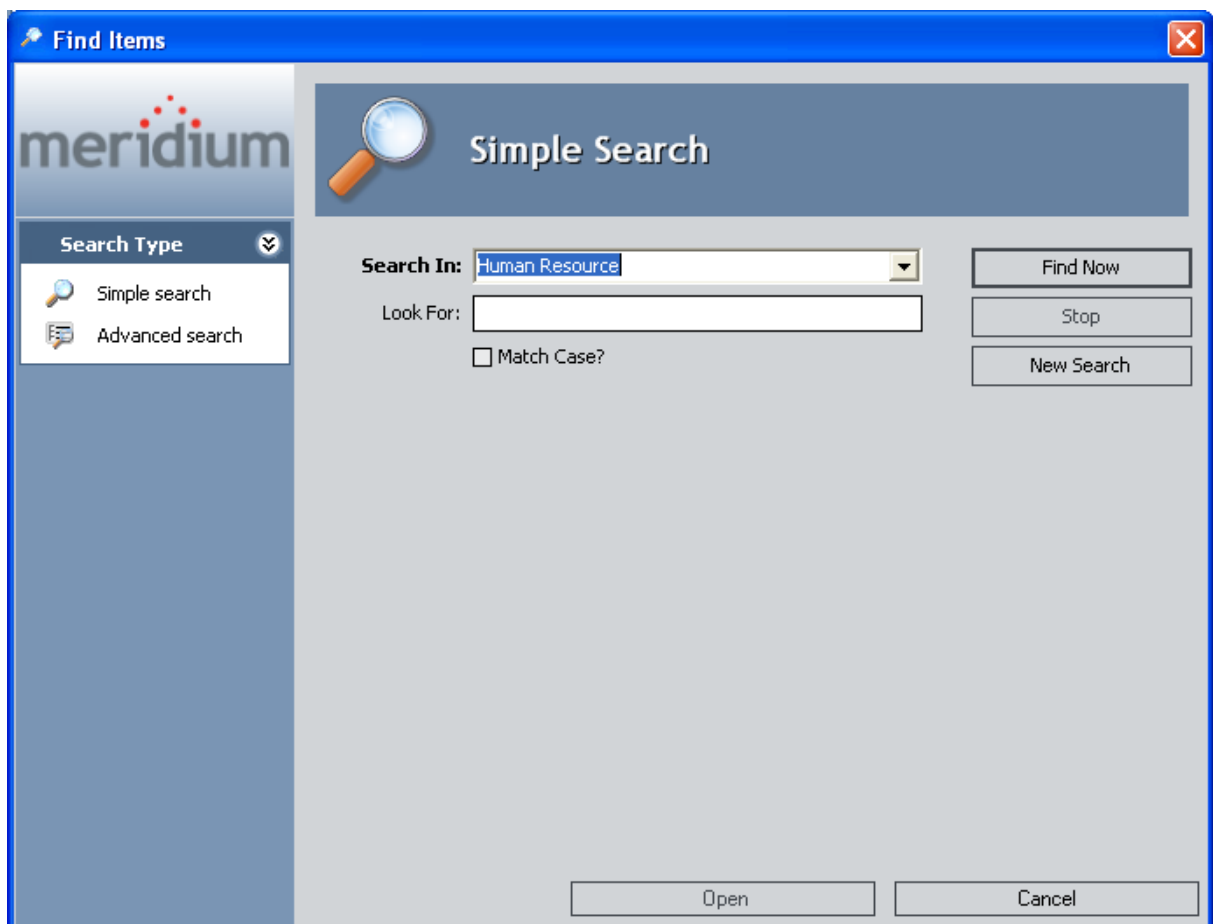 Find Items
meridium
Simple Search
Search Type
Simple search
Advanced search
Search In: Human Resource
Look For:
Match Case?
Find Now
Stop
New Search
Open Cancel